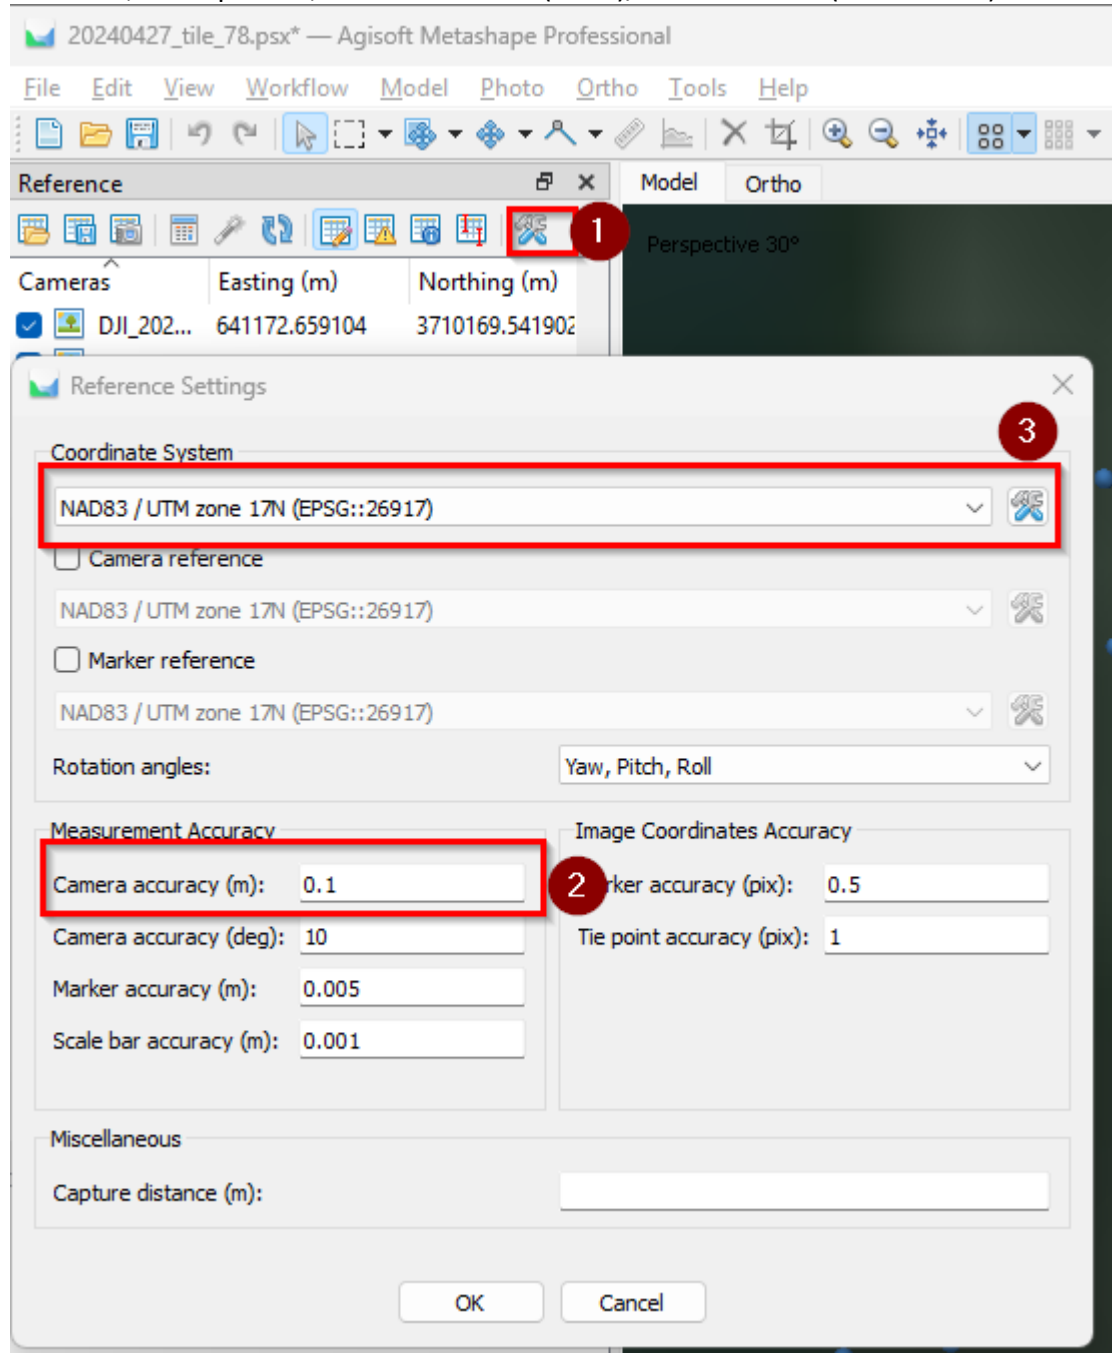 20240427_tile_78.psx* — Agisoft Metashape Professional
File Edit View Workflow Model Photo Ortho Tools Help
Reference
Model Ortho
1
Perspective 30°
Cameras Easting (m) Northing (m)
DJI_202... 641172.659104 3710169.541902
Reference Settings
3
Coordinate System
NAD83 / UTM zone 17N (EPSG::26917)
Camera reference
NAD83 / UTM zone 17N (EPSG::26917)
Marker reference
NAD83 / UTM zone 17N (EPSG::26917)
Rotation angles: Yaw, Pitch, Roll
Measurement Accuracy Image Coordinates Accuracy
Camera accuracy (m): 0.1 2 rker accuracy (pix): 0.5
Camera accuracy (deg): 10 Tie point accuracy (pix): 1
Marker accuracy (m): 0.005
Scale bar accuracy (m): 0.001
Miscellaneous
Capture distance (m):
OK Cancel